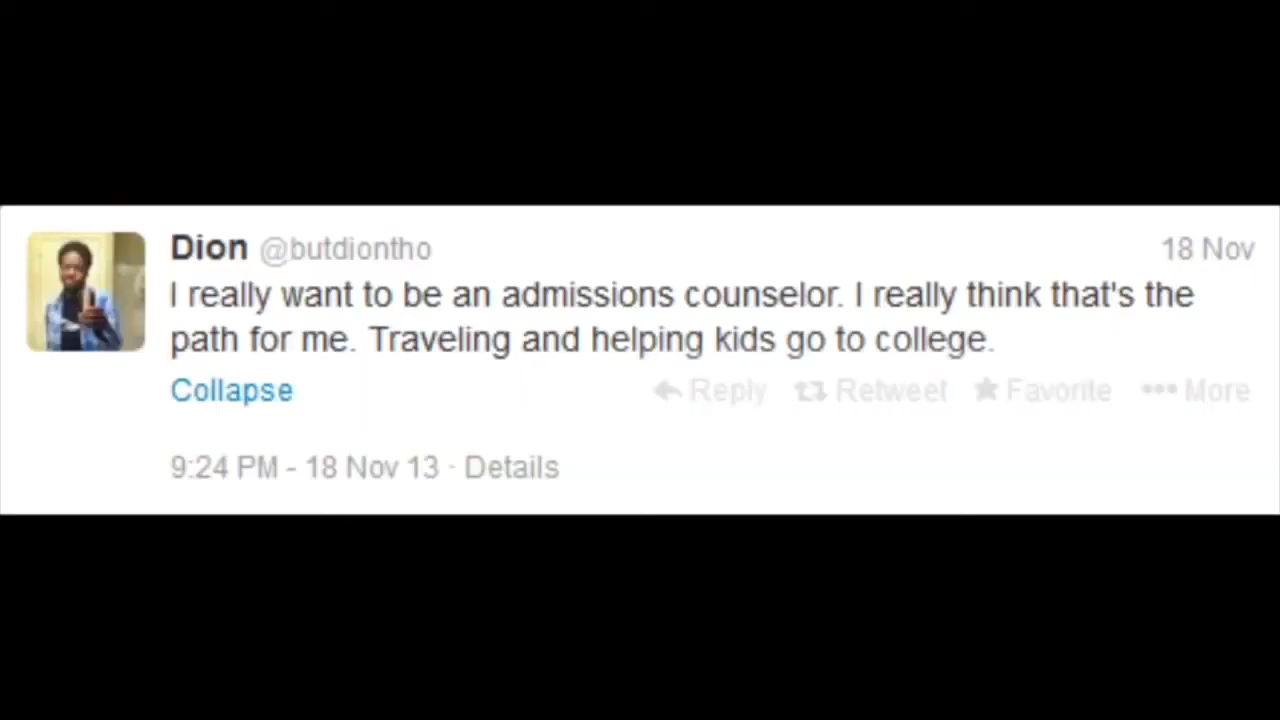 Dion @butdiontho 18 Nov
I really want to be an admissions counselor. I really think that's the
path for me. Traveling and helping kids go to college.
Collapse Reply Retweet Favorite More
9:24 PM - 18 Nov 13 · Details